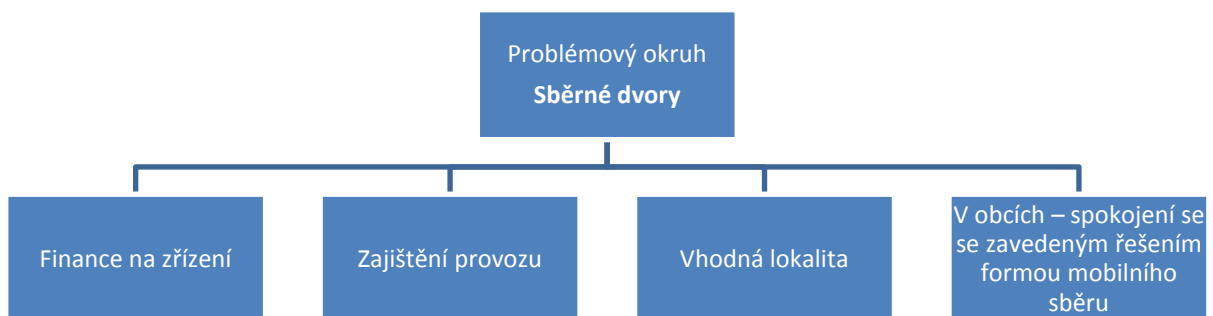 Problémový okruh
Sběrné dvory
Finance na zřízení
Zajištění provozu
Vhodná lokalita
V obcích – spokojení se
se zavedeným řešením
formou mobilního
sběru